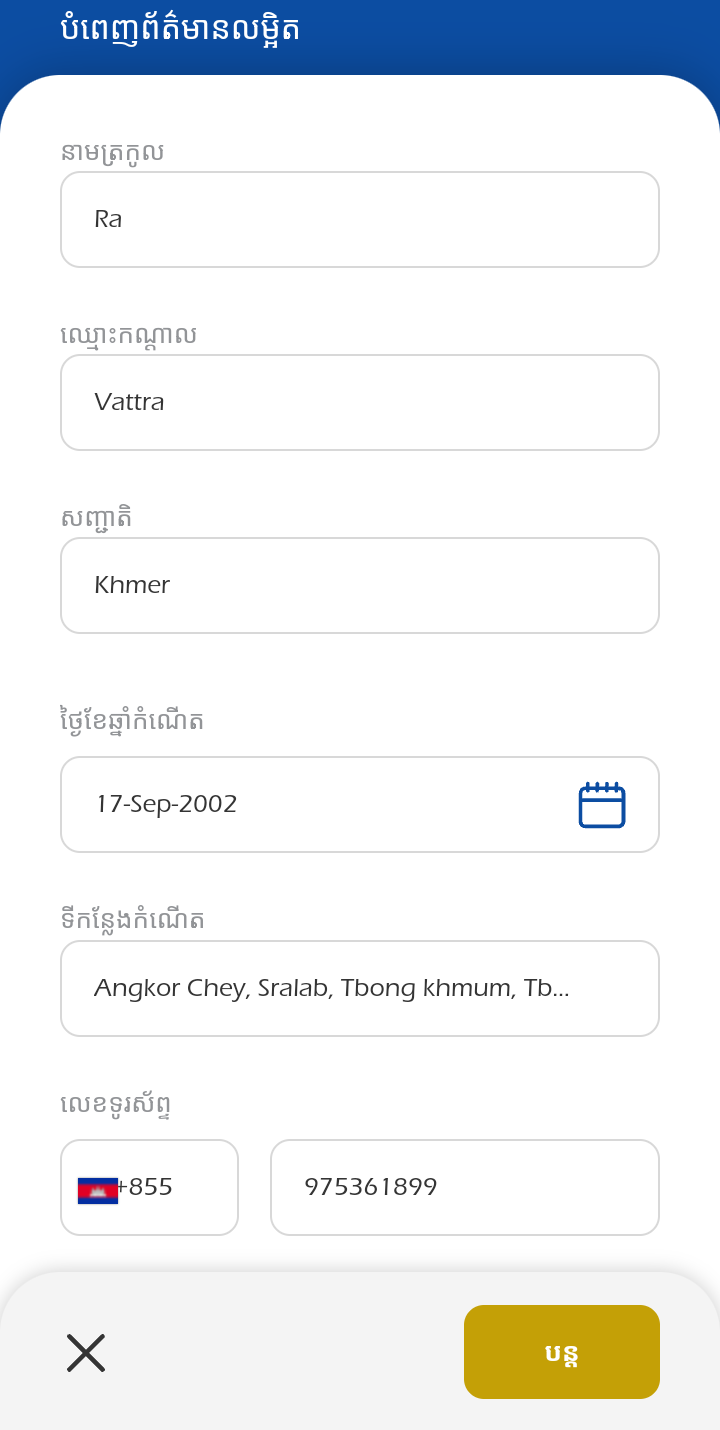 បំពេញព័ត៌មានលម្អិត
នាមត្រកូល
Ra
ឈ្មោះកណ្តាល
Vattra
សញ្ជាតិ
Khmer
ថ្ងៃខែឆ្នាំកំណើត
17-Sep-2002
ទីកន្លែងកំណើត
Angkor Chey, Sralab, Tbong khmum, Tb...
លេខទូរស័ព្ទ
+855 975361899
បន្ត